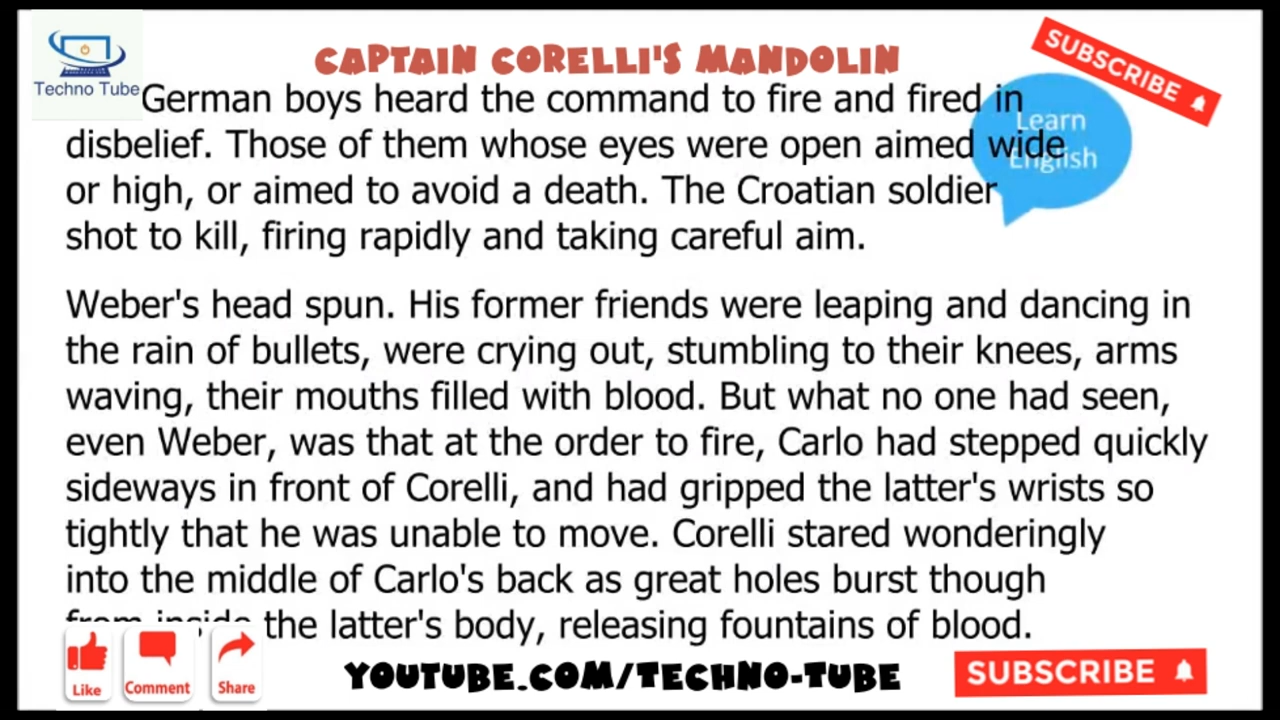 CAPTAIN CORELLI'S MANDOLIN
SUBSCRIBE
Techno Tube
Learn
English
German boys heard the command to fire and fired in
disbelief. Those of them whose eyes were open aimed wide
or high, or aimed to avoid a death. The Croatian soldier
shot to kill, firing rapidly and taking careful aim.
Weber's head spun. His former friends were leaping and dancing in
the rain of bullets, were crying out, stumbling to their knees, arms
waving, their mouths filled with blood. But what no one had seen,
even Weber, was that at the order to fire, Carlo had stepped quickly
sideways in front of Corelli, and had gripped the latter's wrists so
tightly that he was unable to move. Corelli stared wonderingly
into the middle of Carlo's back as great holes burst though
from inside the latter's body, releasing fountains of blood.
Like
Comment
Share
YOUTUBE.COM/TECHNO-TUBE
SUBSCRIBE